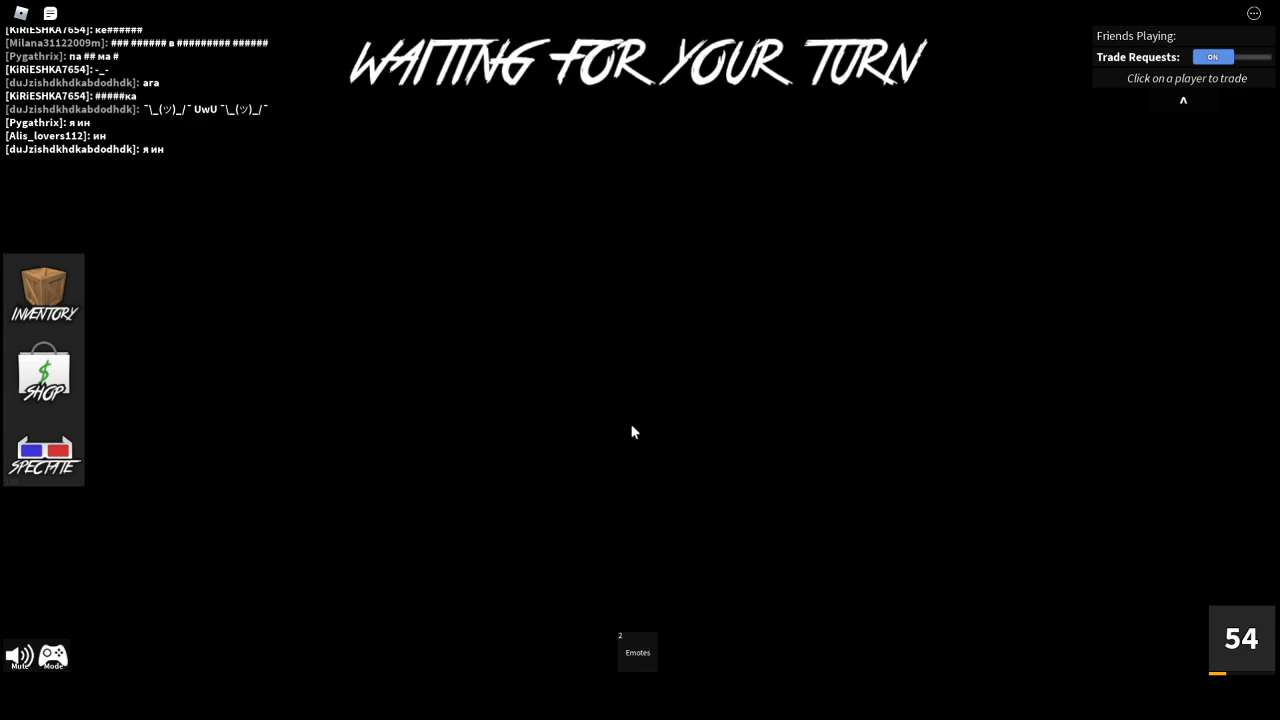 [KiRiESHKA7654]: ке######
[Milana31122009m]: ### ###### в ######### ######
[Pygathrix]: па ## ма #
[KiRiESHKA7654]: -_-
[duJzishdkhdkabdodhdk]: ага
[KiRiESHKA7654]: #####ка
[duJzishdkhdkabdodhdk]: ¯\_(ツ)_/¯ UwU ¯\_(ツ)_/¯
[Pygathrix]: я ин
[Alis_lovers112]: ин
[duJzishdkhdkabdodhdk]: я ин
WAITING FOR YOUR TURN
Friends Playing:
Trade Requests: ON
Click on a player to trade
INVENTORY
SHOP
SPECTATE
Mute Mode
2
Emotes
54